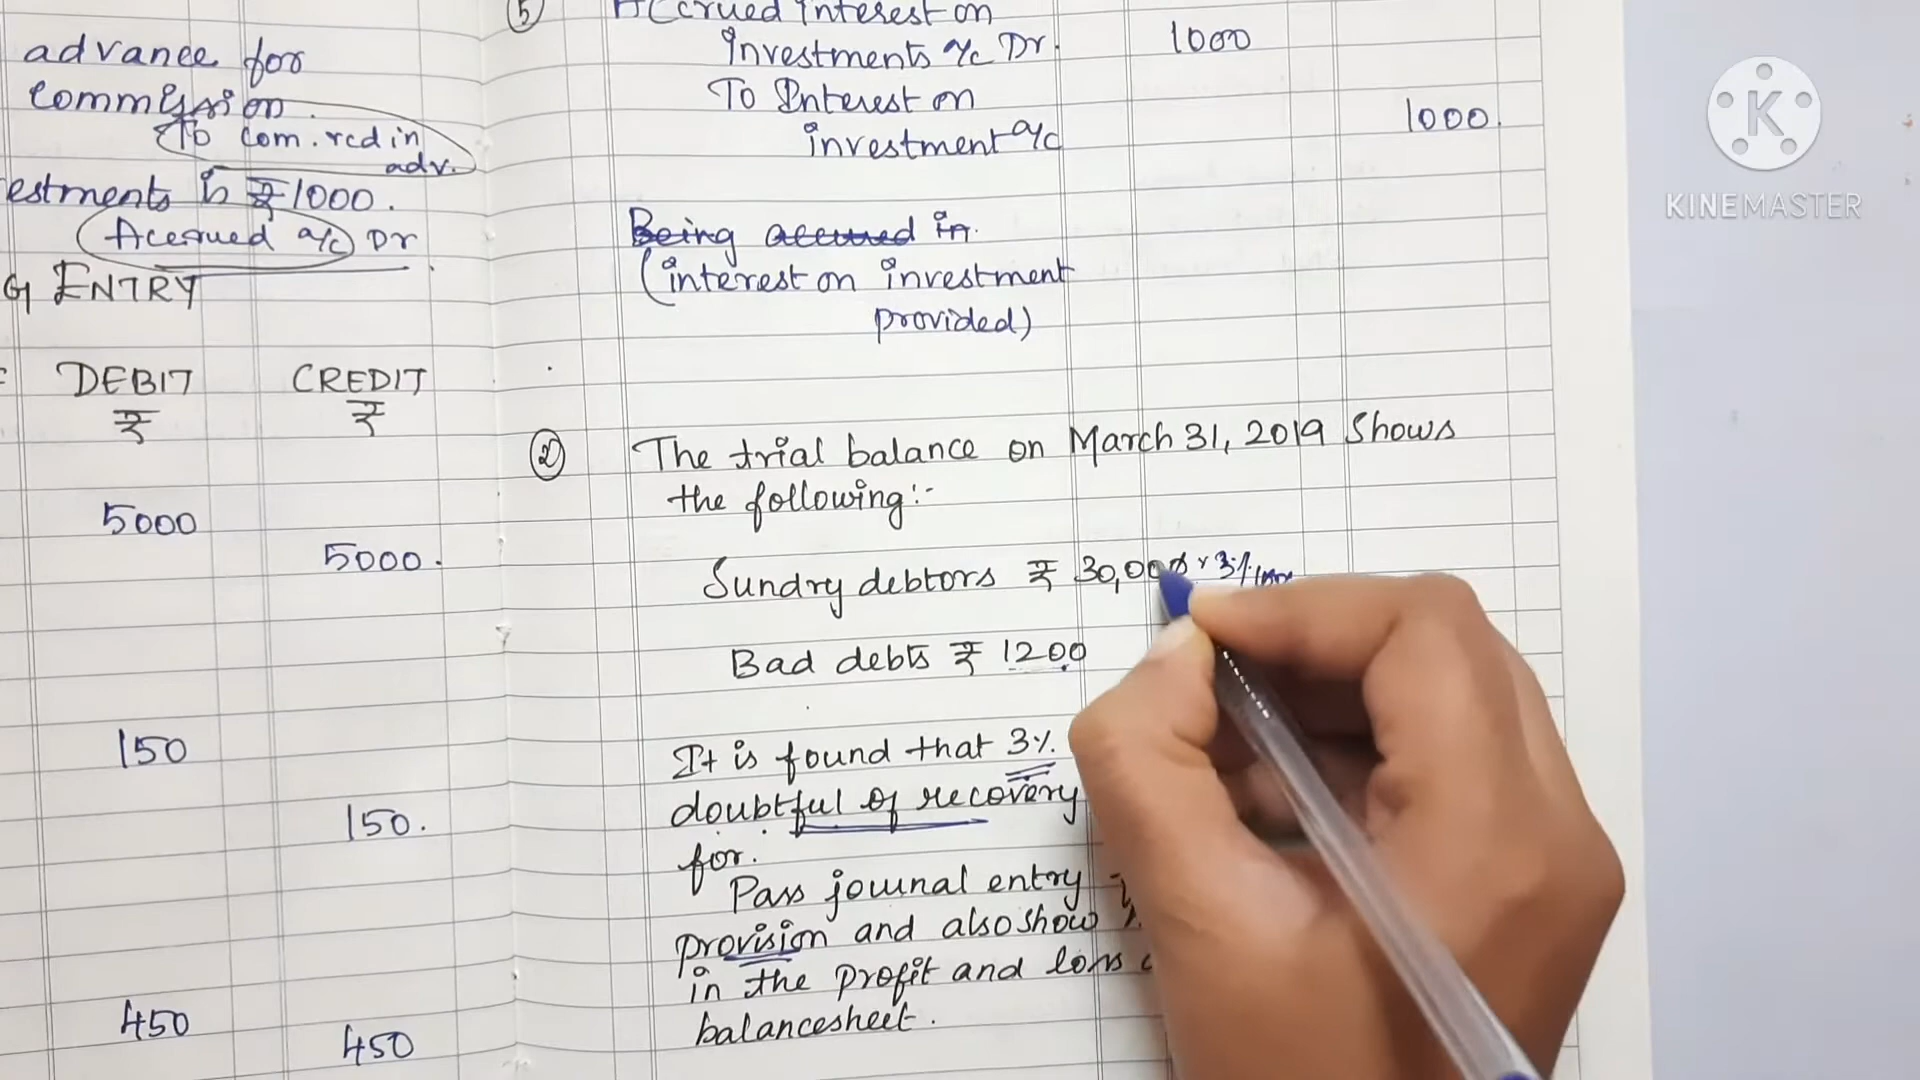 advance for
commission.
To com. rcd in
adv.
estments is ₹1000.
Accrued a/c Dr
G ENTRY
DEBIT
₹
CREDIT
₹
5000
5000.
150
150.
450
450
5
Accrued interest on
investments a/c Dr.
1000
To Interest on
investment a/c
1000.
Being accrued in.
(interest on investment
provided)
2
The trial balance on March 31, 2019 Shows
the following:-
Sundry debtors ₹ 30,000 × 3%
Bad debts ₹ 1200
It is found that 3%
doubtful of recovery
for.
Pass journal entry
provision and also show
in the profit and loss
balancesheet.
K
KINEMASTER